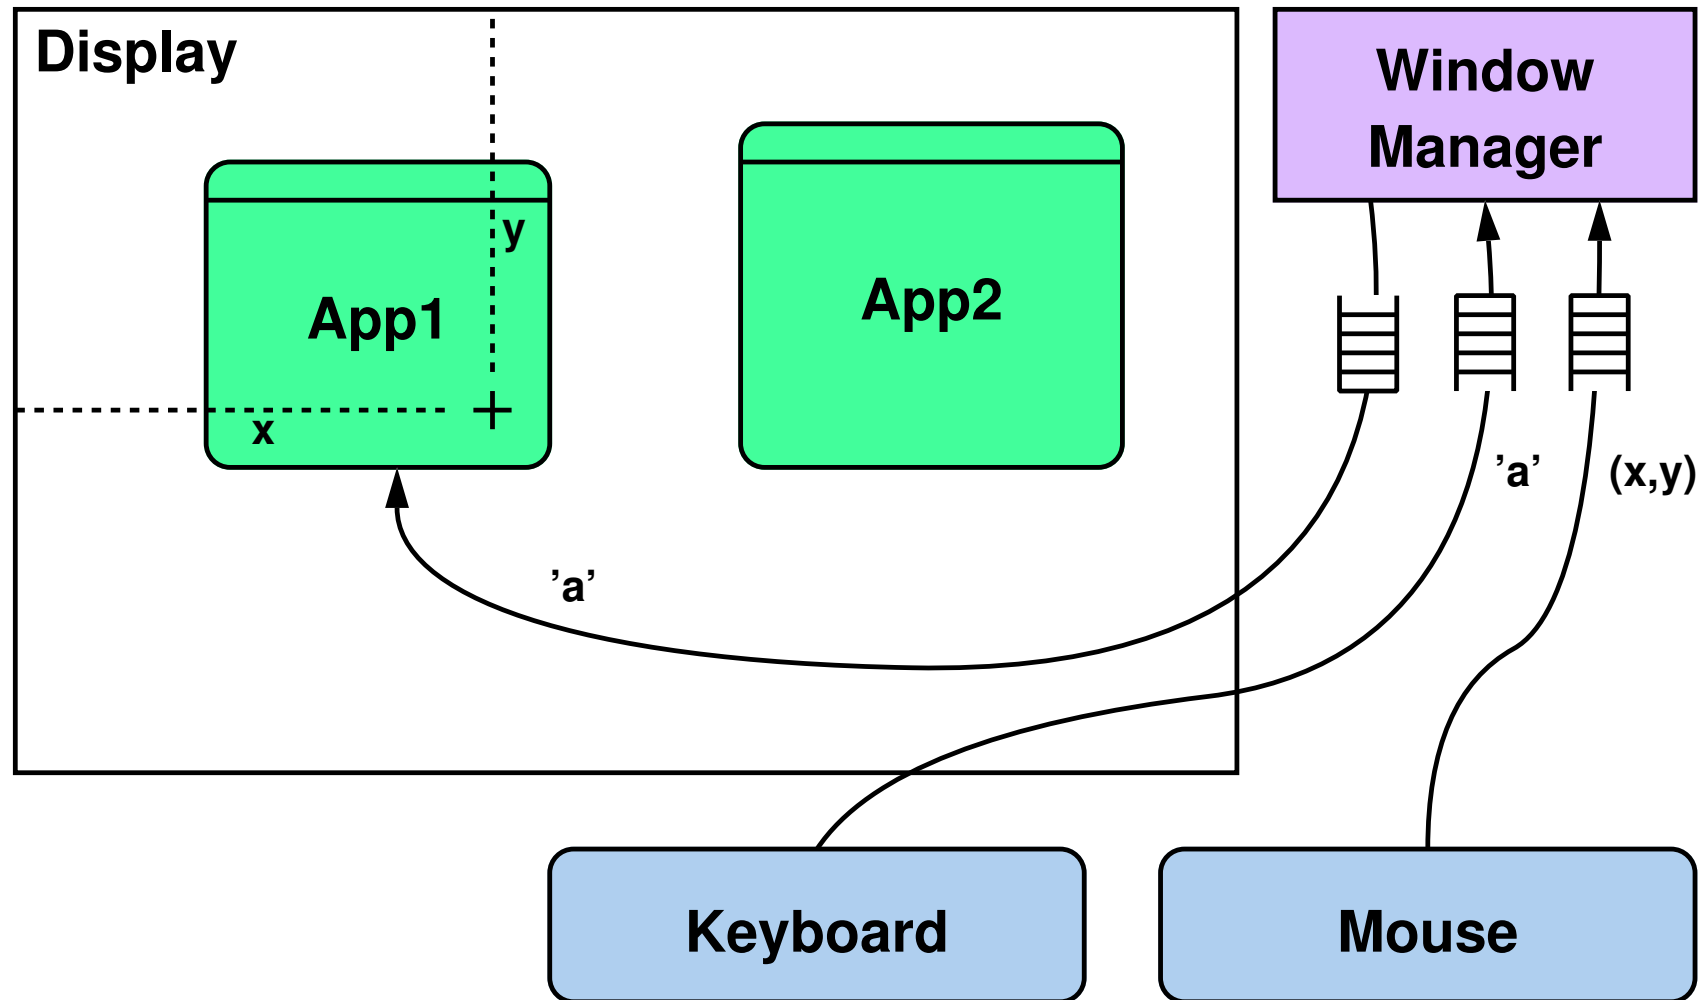 Display
Window
Manager
y
App1
App2
x
’a’
(x,y)
’a’
Keyboard
Mouse